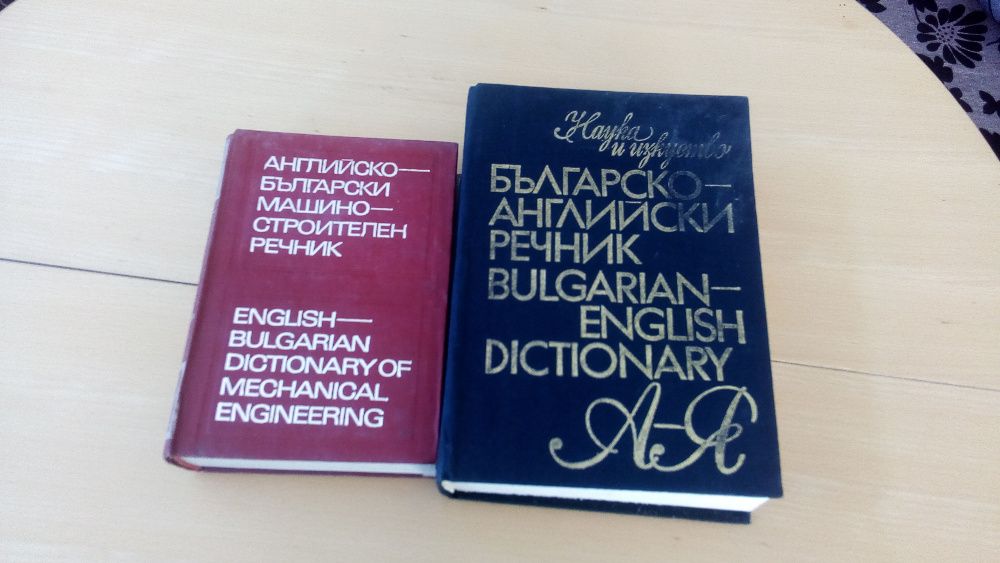 АНГЛИЙСКО—
БЪЛГАРСКИ
МАШИНО—
СТРОИТЕЛЕН
РЕЧНИК
ENGLISH—
BULGARIAN
DICTIONARY OF
MECHANICAL
ENGINEERING
Наука
и изкуство
БЪЛГАРСКО—
АНГЛИЙСКИ
РЕЧНИК
BULGARIAN—
ENGLISH
DICTIONARY
А-Я